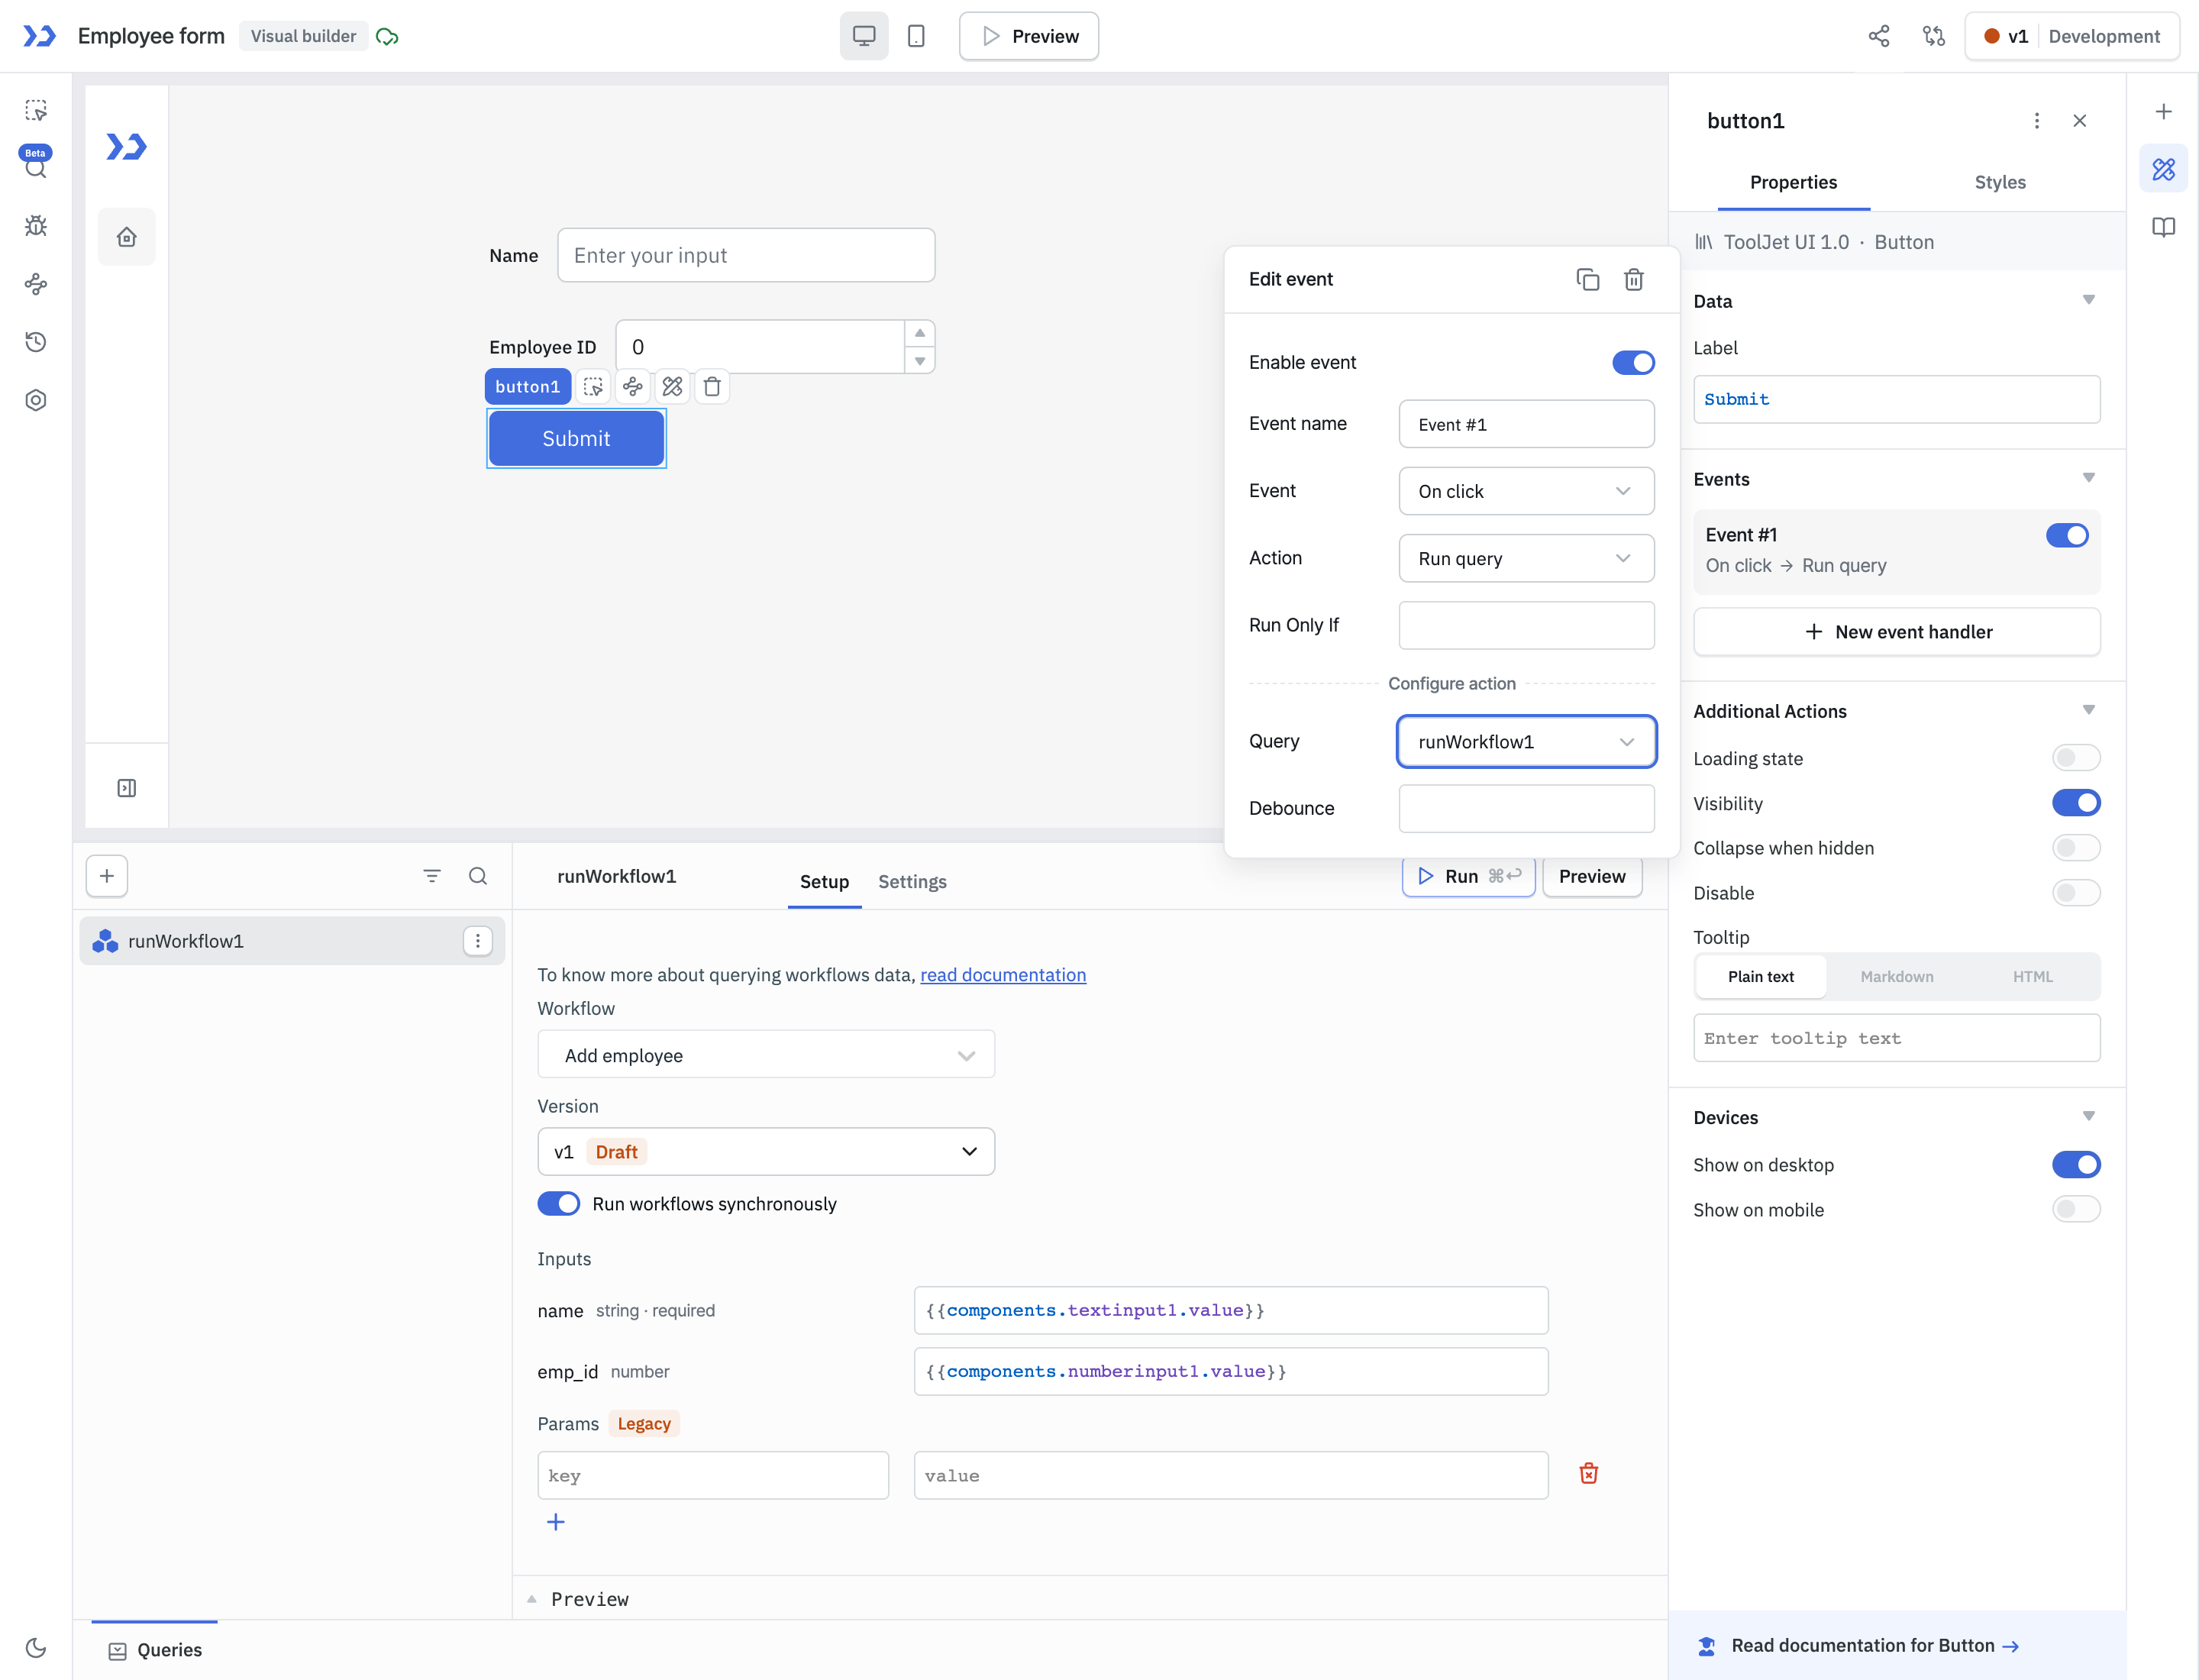 Employee form
Visual builder
Preview
v1
Development
Beta
Name
Enter your input
Employee ID
0
button1
Submit
Edit event
Enable event
Event name
Event #1
Event
On click
Action
Run query
Run Only If
Configure action
Query
runWorkflow1
Debounce
button1
Properties
Styles
ToolJet UI 1.0 · Button
Data
Label
Submit
Events
Event #1
On click → Run query
New event handler
Additional Actions
Loading state
Visibility
Collapse when hidden
Disable
Tooltip
Plain text
Markdown
HTML
Enter tooltip text
Devices
Show on desktop
Show on mobile
Read documentation for Button →
runWorkflow1
runWorkflow1
Setup
Settings
Run ⌘↩
Preview
To know more about querying workflows data, read documentation
Workflow
Add employee
Version
v1 Draft
Run workflows synchronously
Inputs
name string · required
{{components.textinput1.value}}
emp_id number
{{components.numberinput1.value}}
Params Legacy
key
value
Preview
Queries